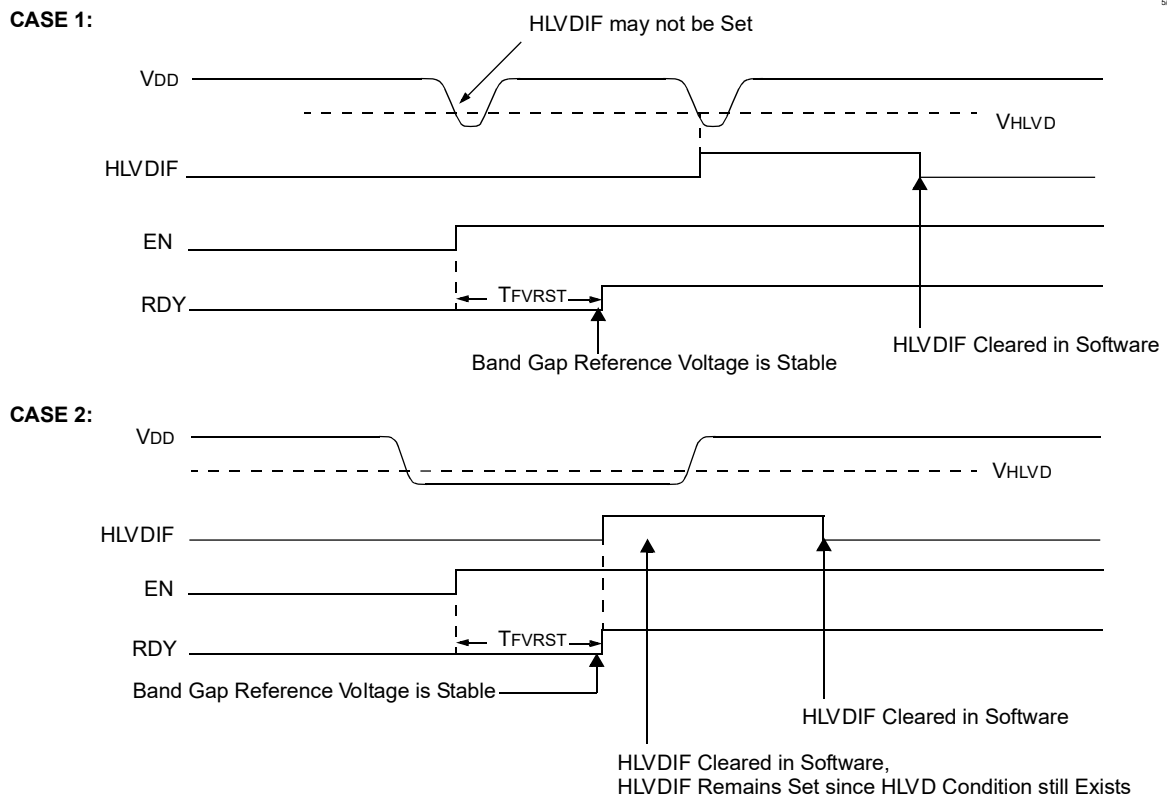 CASE 1:
HLVDIF may not be Set
VDD
VHLVD
HLVDIF
EN
TFVRST
RDY
HLVDIF Cleared in Software
Band Gap Reference Voltage is Stable
CASE 2:
VDD
VHLVD
HLVDIF
EN
TFVRST
RDY
Band Gap Reference Voltage is Stable
HLVDIF Cleared in Software
HLVDIF Cleared in Software,
HLVDIF Remains Set since HLVD Condition still Exists